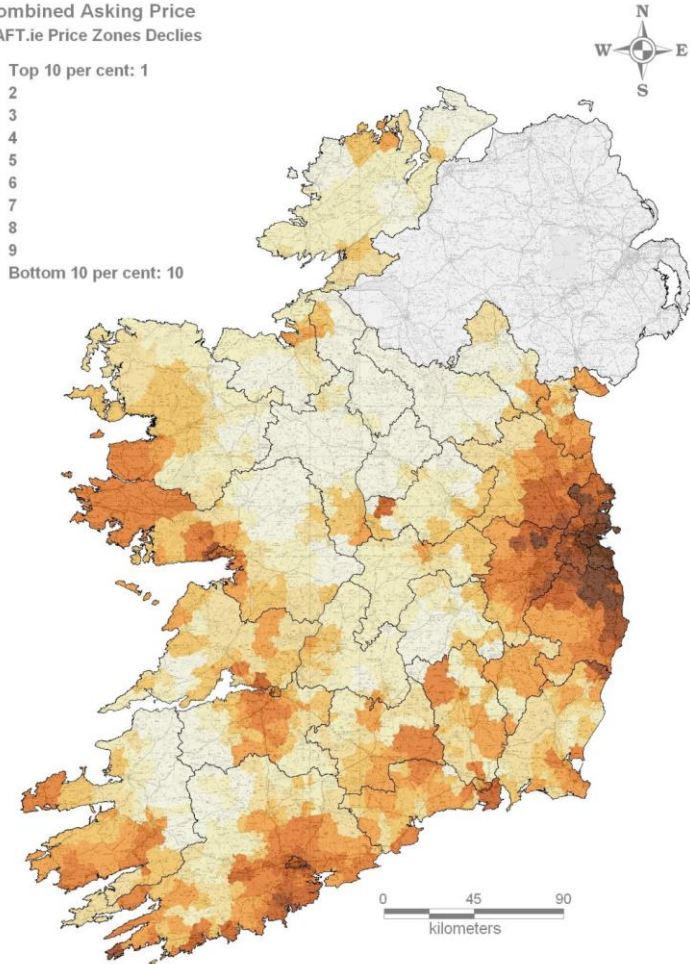 ombined Asking Price
AFT.ie Price Zones Declies
Top 10 per cent: 1
2
3
4
5
6
7
8
9
Bottom 10 per cent: 10
N
W E
S
0 45 90
kilometers